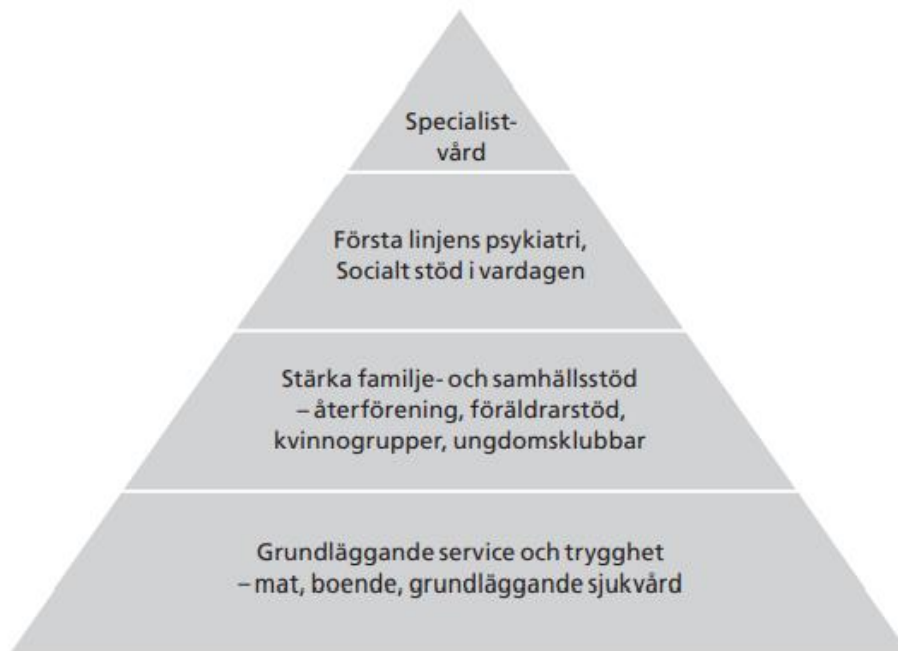 Specialist-
vård
Första linjens psykiatri,
Socialt stöd i vardagen
Stärka familje- och samhällsstöd
– återförening, föräldrarstöd,
kvinnogrupper, ungdomsklubbar
Grundläggande service och trygghet
– mat, boende, grundläggande sjukvård